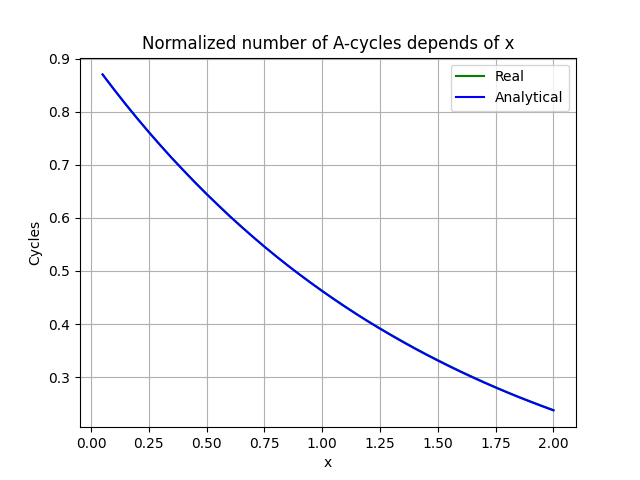 Normalized number of A-cycles depends of x
Real
Analytical
0.9
0.8
0.7
0.6
0.5
0.4
0.3
Cycles
0.00 0.25 0.50 0.75 1.00 1.25 1.50 1.75 2.00
x